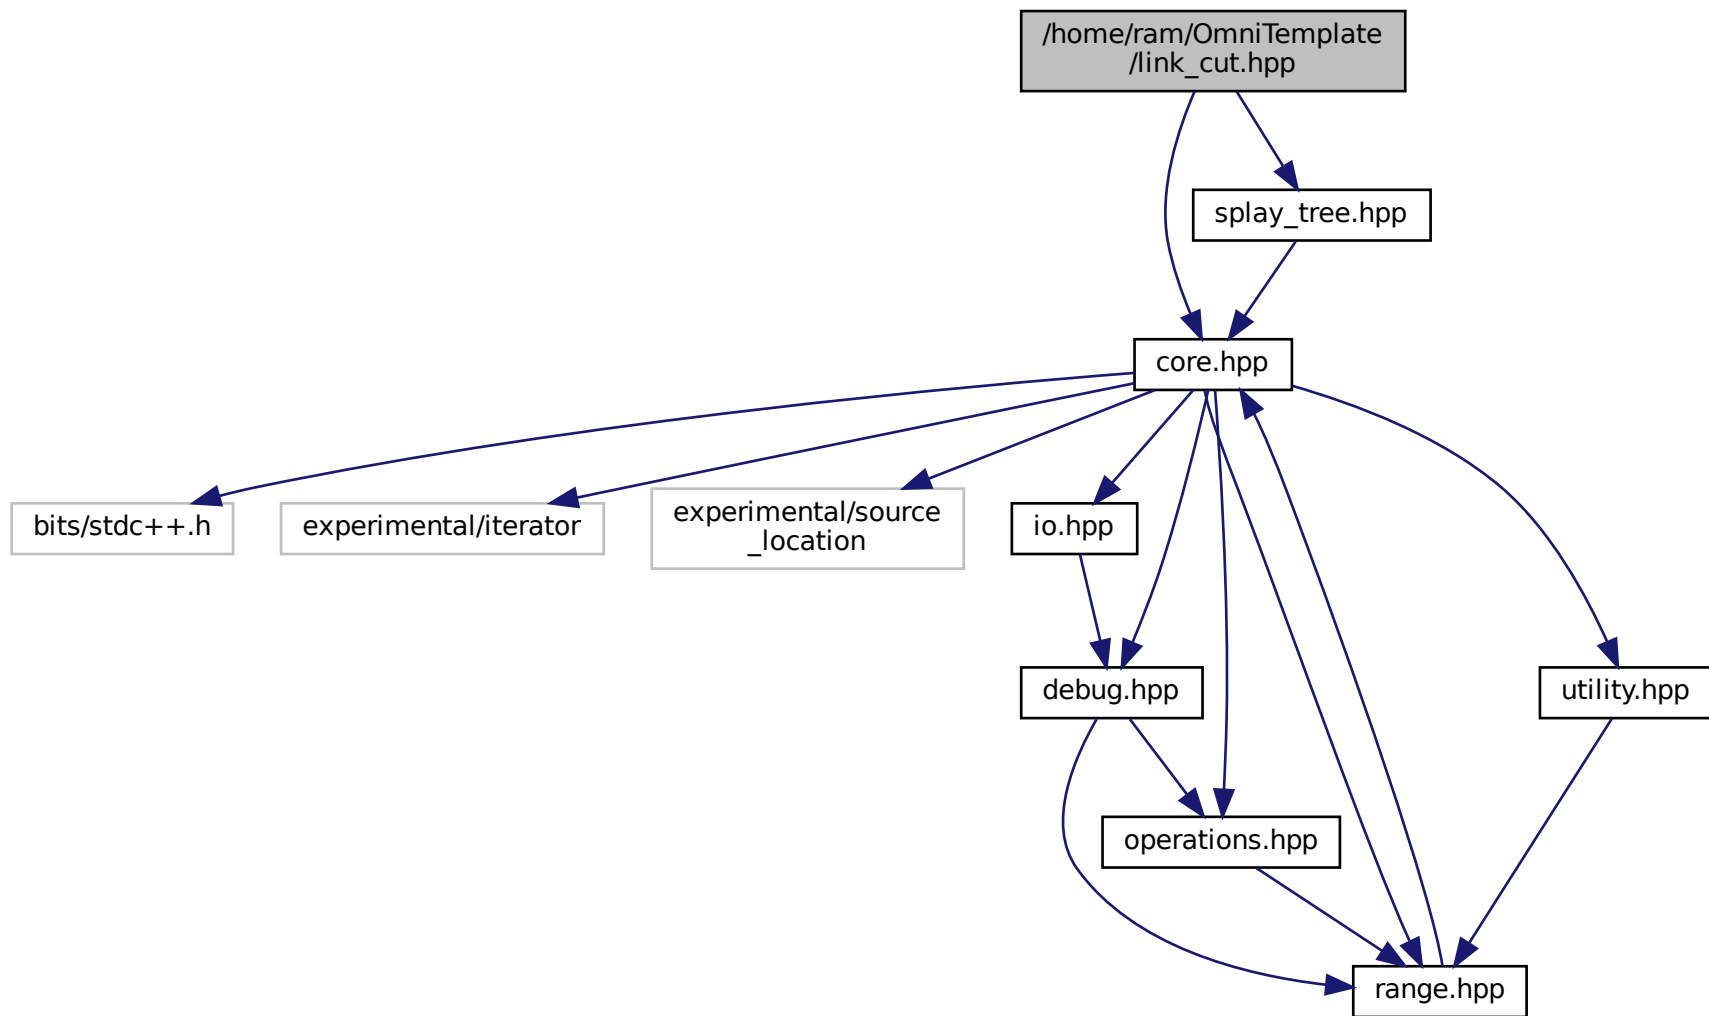 /home/ram/OmniTemplate
/link_cut.hpp
splay_tree.hpp
core.hpp
bits/stdc++.h
experimental/iterator
experimental/source
_location
io.hpp
debug.hpp
utility.hpp
operations.hpp
range.hpp